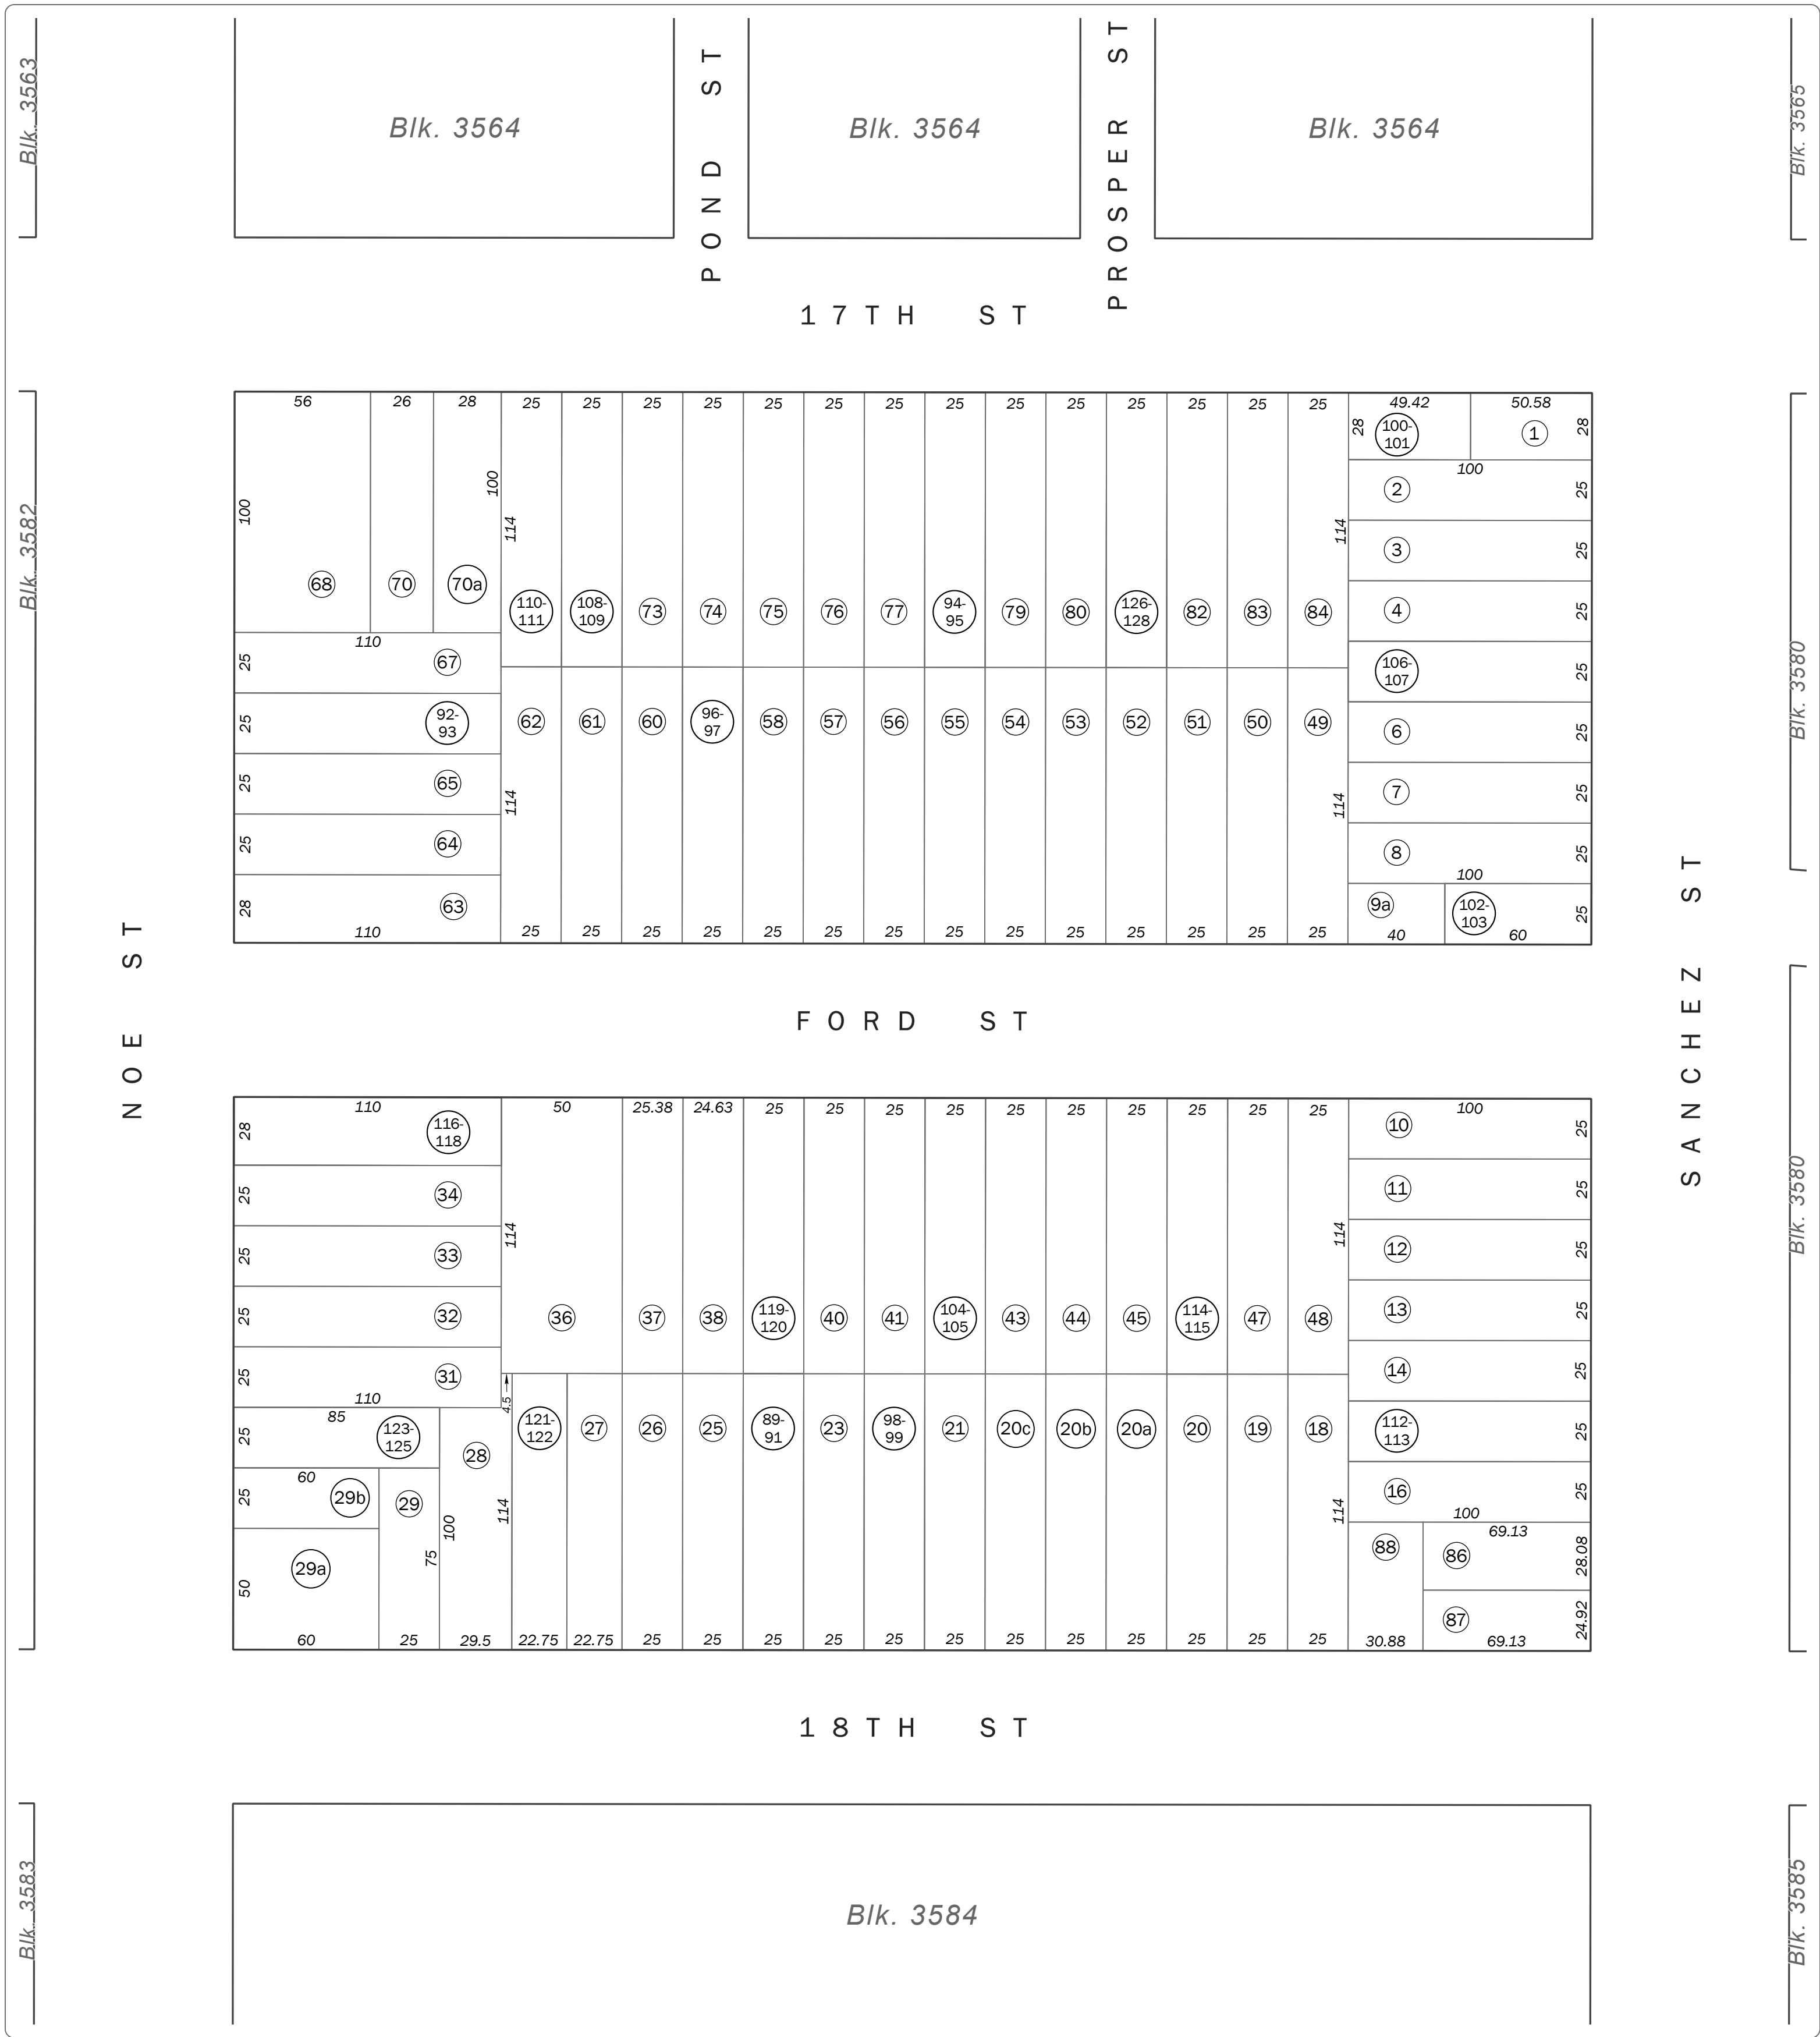 Blk. 3563
Blk. 3564
POND ST
Blk. 3564
PROSPER ST
Blk. 3564
Blk. 3565
17TH ST
56 26 28 25 25 25 25 25 25 25 25 25 25 25 25 25 25 49.42 50.58
28 100-101 1 28
100
100 100 114 114
2 25
3 25
68 70 70a 110-111 108-109 73 74 75 76 77 94-95 79 80 126-128 82 83 84
4 25
Blk. 3582
110
25 67
106-107 25
Blk. 3580
25 92-93 62 61 60 96-97 58 57 56 55 54 53 52 51 50 49
6 25
25 65 114 114 7 25
25 64 8 25
100
28 63 9a 102-103 25
110 25 25 25 25 25 25 25 25 25 25 25 25 25 25 40 60
NOE ST
FORD ST
SANCHEZ ST
110 50 25.38 24.63 25 25 25 25 25 25 25 25 25 25 100
28 116-118 10 25
25 34 11 25
25 33 114 114 12 25
Blk. 3580
25 32 36 37 38 119-120 40 41 104-105 43 44 45 114-115 47 48 13 25
25 31 14 25
110 4.5
85
25 123-125 28 121-122 27 26 25 89-91 23 98-99 21 20c 20b 20a 20 19 18 112-113 25
60
25 29b 29 114 114 16 25
100
69.13
100 75
29a 88 86 28.08
50 87 24.92
60 25 29.5 22.75 22.75 25 25 25 25 25 25 25 25 25 25 25 25 30.88 69.13
18TH ST
Blk. 3583
Blk. 3584
Blk. 3585